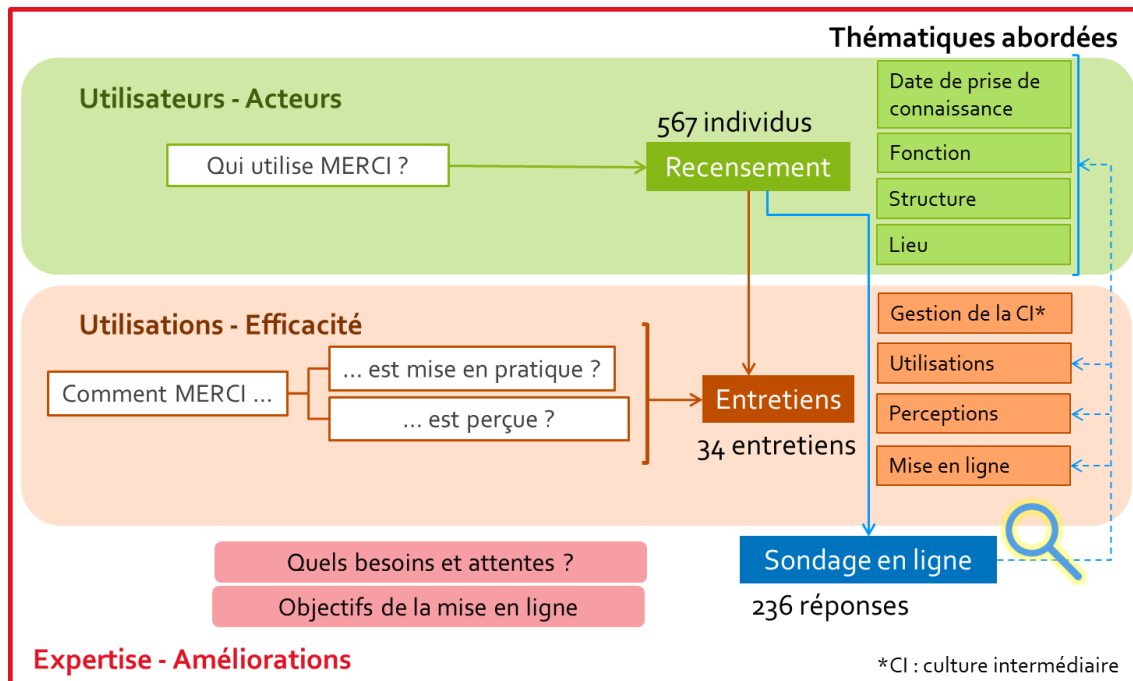 Thématiques abordées
Utilisateurs - Acteurs
Qui utilise MERCI ?
567 individus
Recensement
Date de prise de
connaissance
Fonction
Structure
Lieu
Utilisations - Efficacité
Comment MERCI ...
... est mise en pratique ?
... est perçue ?
Entretiens
34 entretiens
Gestion de la CI*
Utilisations
Perceptions
Mise en ligne
Quels besoins et attentes ?
Objectifs de la mise en ligne
Sondage en ligne
236 réponses
Expertise - Améliorations
*CI : culture intermédiaire